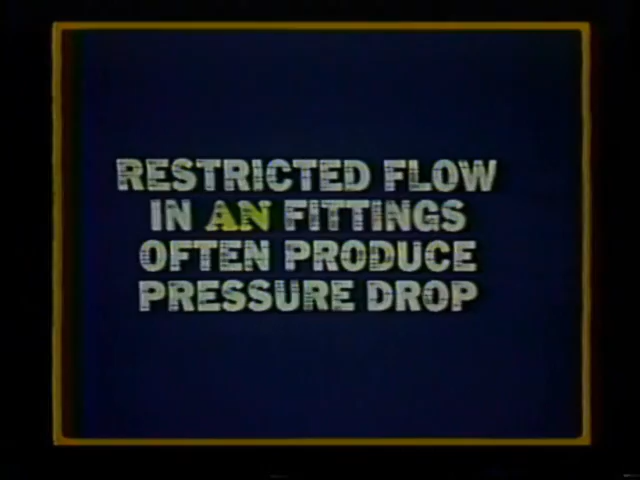 RESTRICTED FLOW
IN AN FITTINGS
OFTEN PRODUCE
PRESSURE DROP